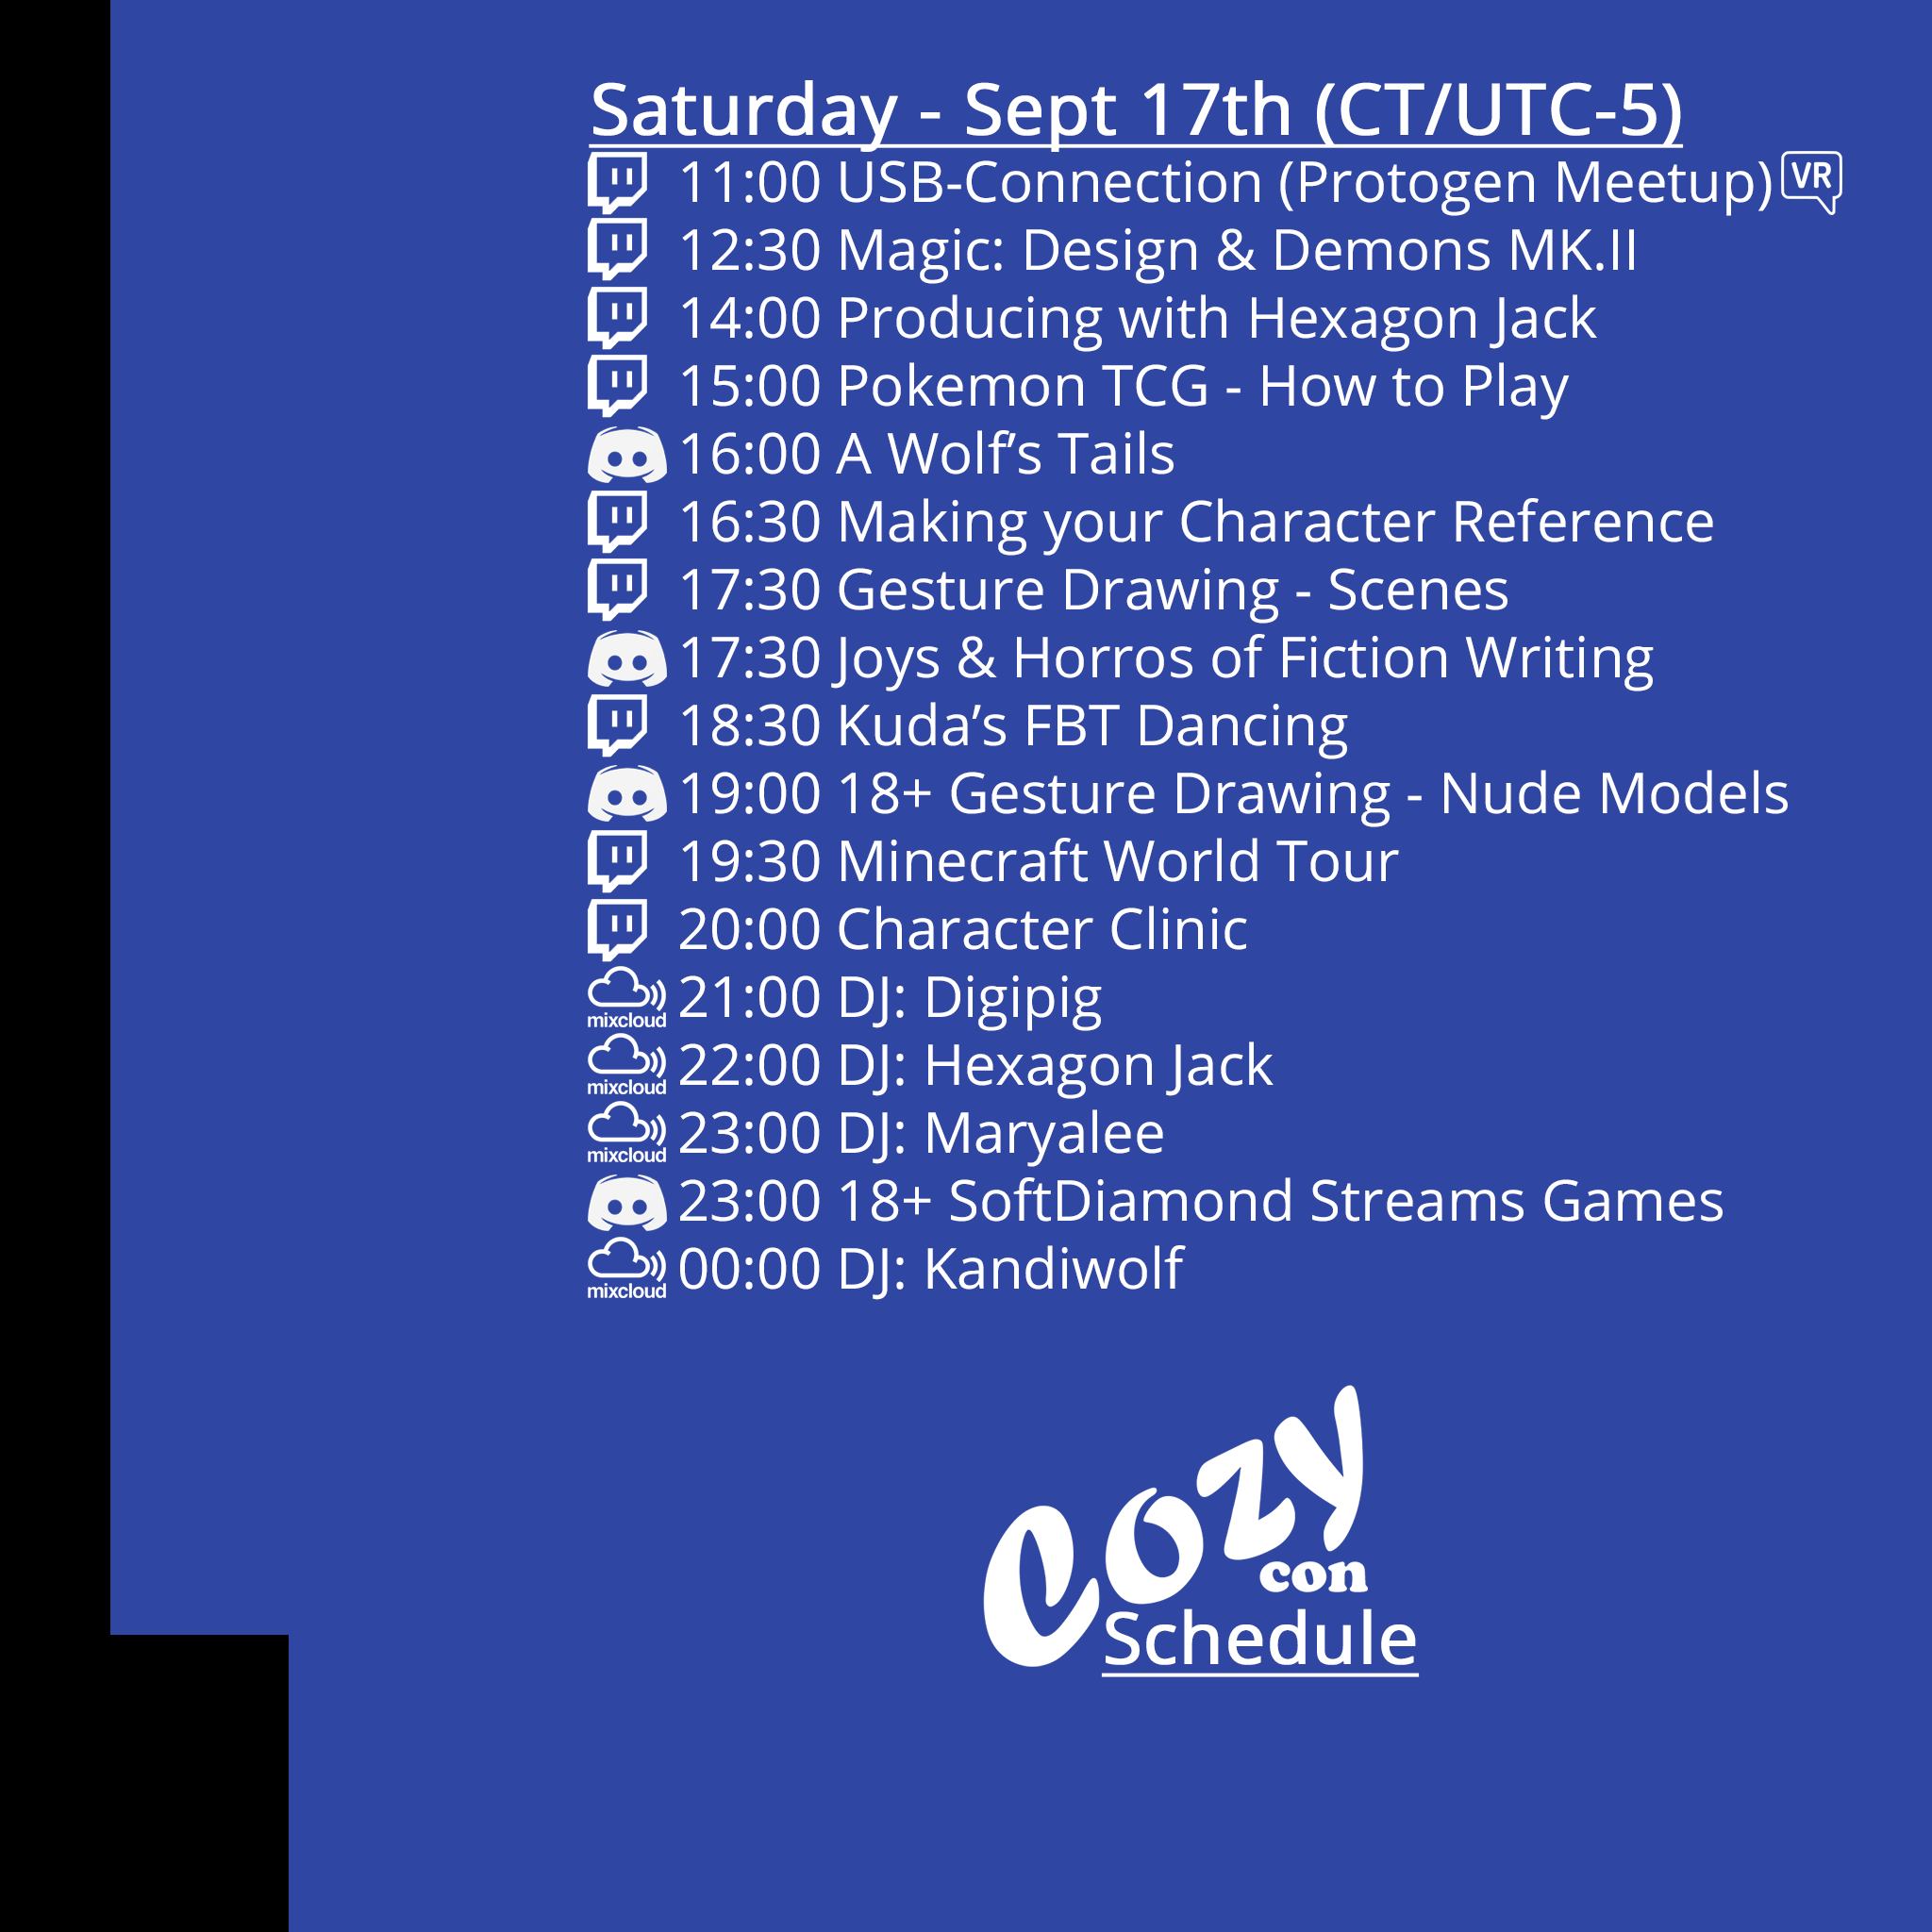 Saturday - Sept 17th (CT/UTC-5)
11:00 USB-Connection (Protogen Meetup) VR
12:30 Magic: Design & Demons MK.II
14:00 Producing with Hexagon Jack
15:00 Pokemon TCG - How to Play
16:00 A Wolf’s Tails
16:30 Making your Character Reference
17:30 Gesture Drawing - Scenes
17:30 Joys & Horros of Fiction Writing
18:30 Kuda’s FBT Dancing
19:00 18+ Gesture Drawing - Nude Models
19:30 Minecraft World Tour
20:00 Character Clinic
mixcloud 21:00 DJ: Digipig
mixcloud 22:00 DJ: Hexagon Jack
mixcloud 23:00 DJ: Maryalee
23:00 18+ SoftDiamond Streams Games
mixcloud 00:00 DJ: Kandiwolf
Cozy
con
Schedule